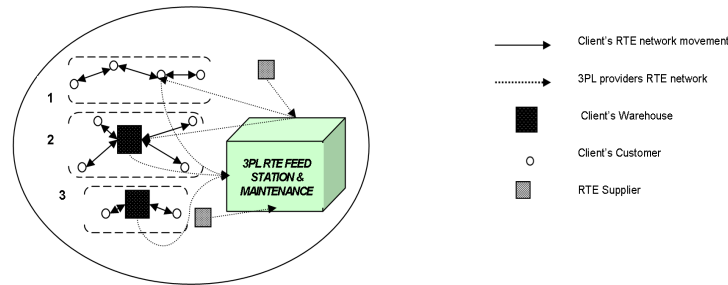 1
2
3
3PL RTE FEED
STATION &
MAINTENANCE
Client's RTE network movement
3PL providers RTE network
Client's Warehouse
Client's Customer
RTE Supplier